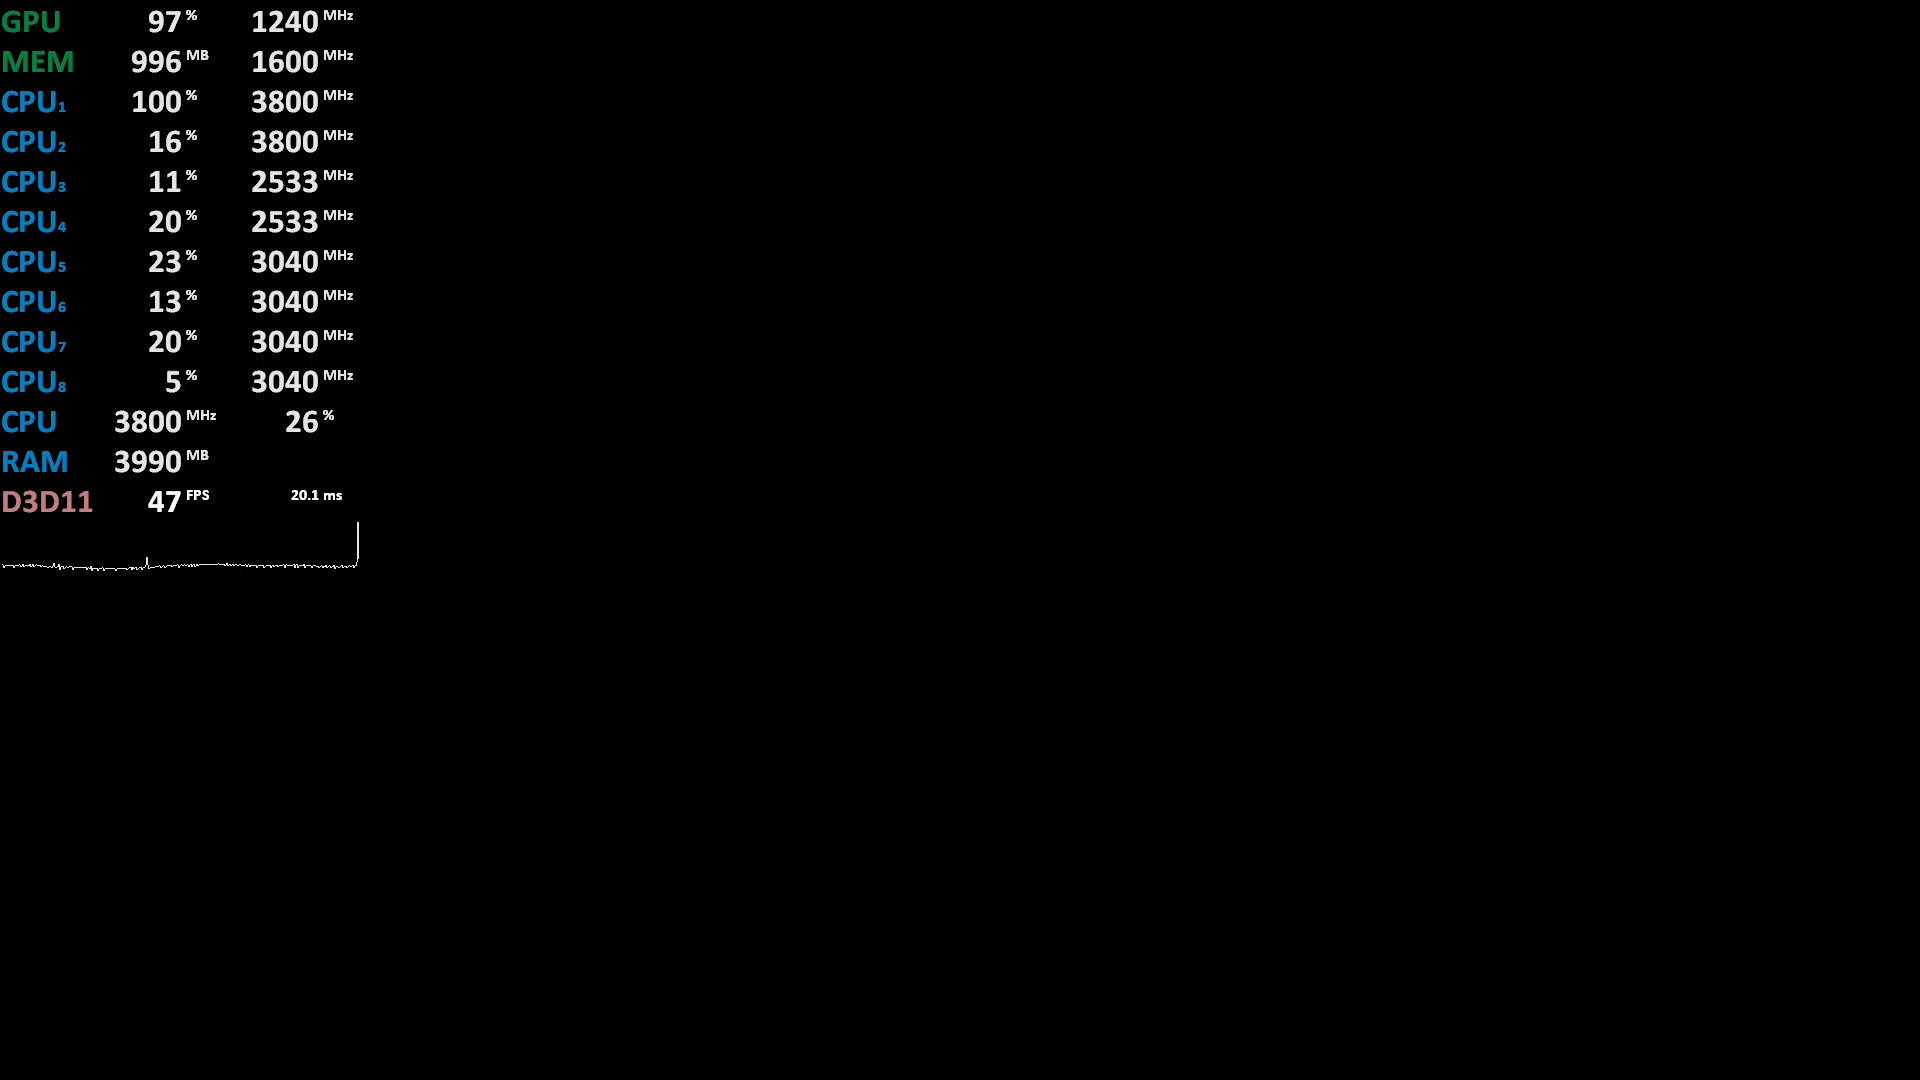 GPU 97 % 1240 MHz
MEM 996 MB 1600 MHz
CPU1 100 % 3800 MHz
CPU2 16 % 3800 MHz
CPU3 11 % 2533 MHz
CPU4 20 % 2533 MHz
CPU5 23 % 3040 MHz
CPU6 13 % 3040 MHz
CPU7 20 % 3040 MHz
CPU8 5 % 3040 MHz
CPU 3800 MHz 26 %
RAM 3990 MB
D3D11 47 FPS 20.1 ms